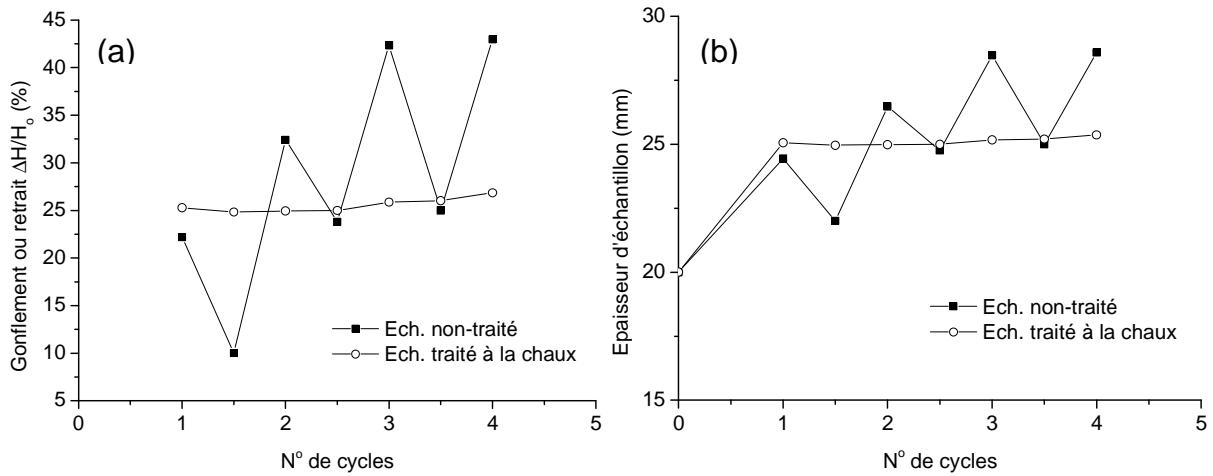 (a)
Gonflement ou retrait ΔH/Ho (%)
50
45
40
35
30
25
20
15
10
5
0
1
2
3
4
5
N° de cycles
Ech. non-traité
Ech. traité à la chaux
(b)
Epaisseur d'échantillon (mm)
30
25
20
15
0
1
2
3
4
5
N° de cycles
Ech. non-traité
Ech. traité à la chaux